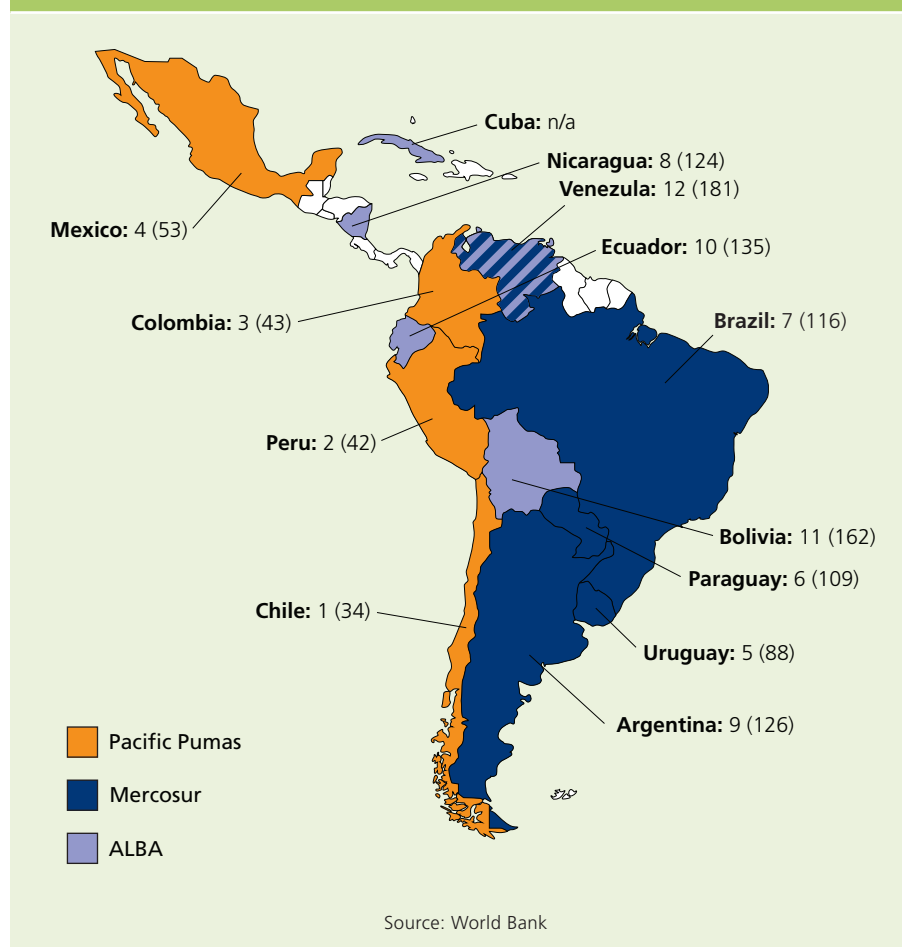 Cuba: n/a
Nicaragua: 8 (124)
Venezula: 12 (181)
Mexico: 4 (53)
Ecuador: 10 (135)
Colombia: 3 (43)
Brazil: 7 (116)
Peru: 2 (42)
Bolivia: 11 (162)
Paraguay: 6 (109)
Chile: 1 (34)
Uruguay: 5 (88)
Argentina: 9 (126)
Pacific Pumas
Mercosur
ALBA
Source: World Bank